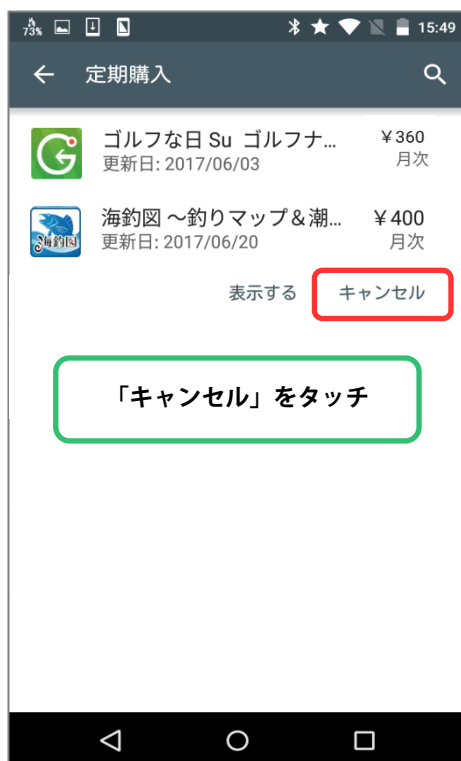 73%
15:49
定期購入
ゴルフな日 Su ゴルフナ... ￥360
更新日: 2017/06/03 月次
海釣図 ～釣りマップ＆潮... ￥400
海釣図
更新日: 2017/06/20 月次
表示する キャンセル
「キャンセル」をタッチ